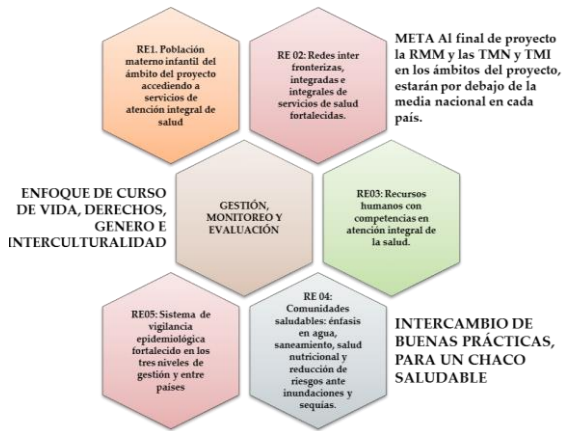 RE1. Población
materno infantil del
ámbito del proyecto
accediendo a
servicios de
atención integral de
salud
RE 02: Redes inter
fronterizas,
integradas e
integrales de
servicios de salud
fortalecidas.
META Al final de proyecto
la RMM y las TMN y TMI
en los ámbitos del proyecto,
estarán por debajo de la
media nacional en cada
país.
ENFOQUE DE CURSO
DE VIDA, DERECHOS,
GENERO E
INTERCULTURALIDAD
GESTIÓN,
MONITOREO Y
EVALUACIÓN
RE03: Recursos
humanos con
competencias en
atención integral de
la salud.
RE05: Sistema de
vigilancia
epidemiológica
fortalecido en los
tres niveles de
gestión y entre
países
RE 04:
Comunidades
saludables: énfasis
en agua,
saneamiento, salud
nutricional y
reducción de
riesgos ante
inundaciones y
sequías.
INTERCAMBIO DE
BUENAS PRÁCTICAS,
PARA UN CHACO
SALUDABLE